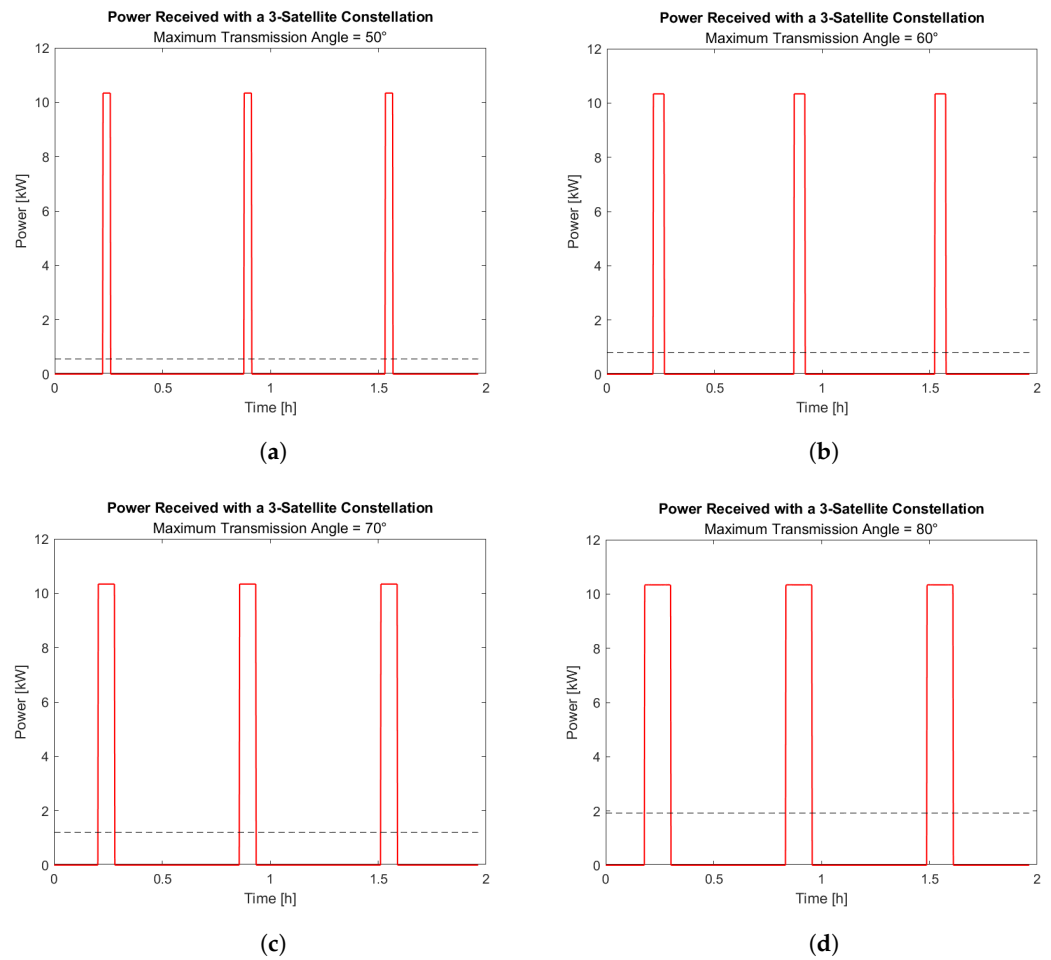 Power Received with a 3-Satellite Constellation
Maximum Transmission Angle = 50°
12
10
8
6
4
2
0
Power [kW]
0 0.5 1 1.5 2
Time [h]
(a)
Power Received with a 3-Satellite Constellation
Maximum Transmission Angle = 60°
12
10
8
6
4
2
0
Power [kW]
0 0.5 1 1.5 2
Time [h]
(b)
Power Received with a 3-Satellite Constellation
Maximum Transmission Angle = 70°
12
10
8
6
4
2
0
Power [kW]
0 0.5 1 1.5 2
Time [h]
(c)
Power Received with a 3-Satellite Constellation
Maximum Transmission Angle = 80°
12
10
8
6
4
2
0
Power [kW]
0 0.5 1 1.5 2
Time [h]
(d)